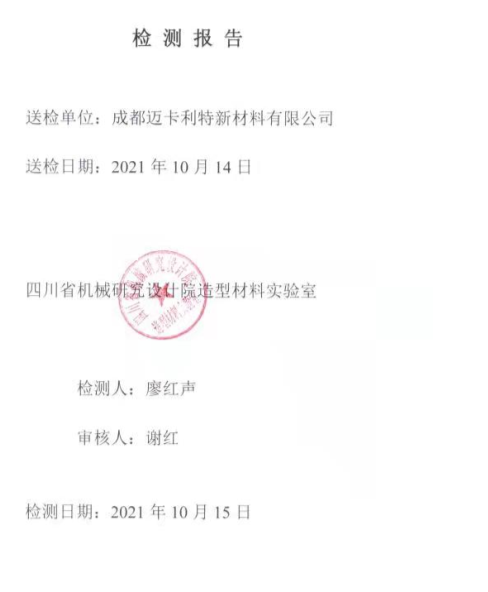 检测报告
送检单位：成都迈卡利特新材料有限公司
送检日期：2021 年 10 月 14 日
四川省机械研究设计院造型材料实验室
检测人：廖红声
审核人：谢红
检测日期：2021 年 10 月 15 日